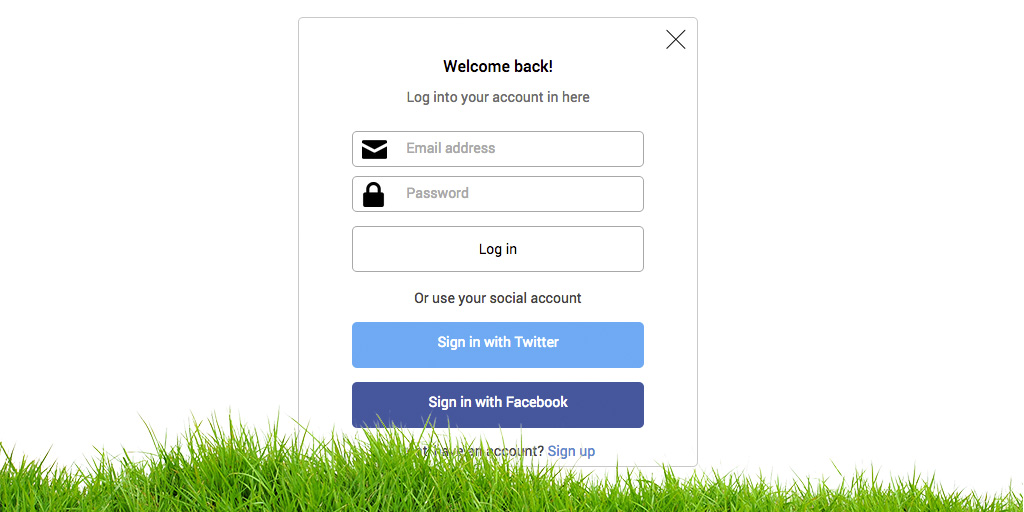 Welcome back!
Log into your account in here
Email address
Password
Log in
Or use your social account
Sign in with Twitter
Sign in with Facebook
account? Sign up